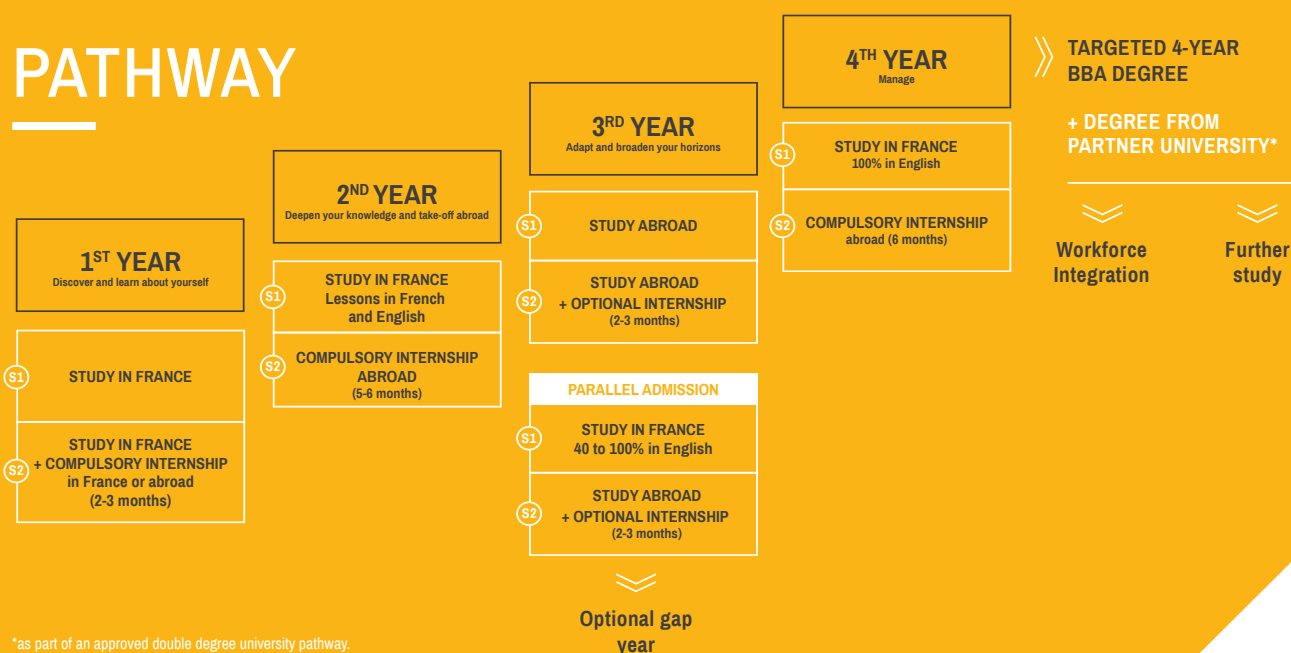 PATHWAY
1ST YEAR
Discover and learn about yourself
S1
STUDY IN FRANCE
S2
STUDY IN FRANCE
+ COMPULSORY INTERNSHIP
in France or abroad
(2-3 months)
2ND YEAR
Deepen your knowledge and take-off abroad
S1
STUDY IN FRANCE
Lessons in French
and English
S2
COMPULSORY INTERNSHIP
ABROAD
(5-6 months)
3RD YEAR
Adapt and broaden your horizons
S1
STUDY ABROAD
S2
STUDY ABROAD
+ OPTIONAL INTERNSHIP
(2-3 months)
PARALLEL ADMISSION
S1
STUDY IN FRANCE
40 to 100% in English
S2
STUDY ABROAD
+ OPTIONAL INTERNSHIP
(2-3 months)
Optional gap
year
4TH YEAR
Manage
S1
STUDY IN FRANCE
100% in English
S2
COMPULSORY INTERNSHIP
abroad (6 months)
TARGETED 4-YEAR
BBA DEGREE
+ DEGREE FROM
PARTNER UNIVERSITY*
Workforce
Integration
Further
study
*as part of an approved double degree university pathway.